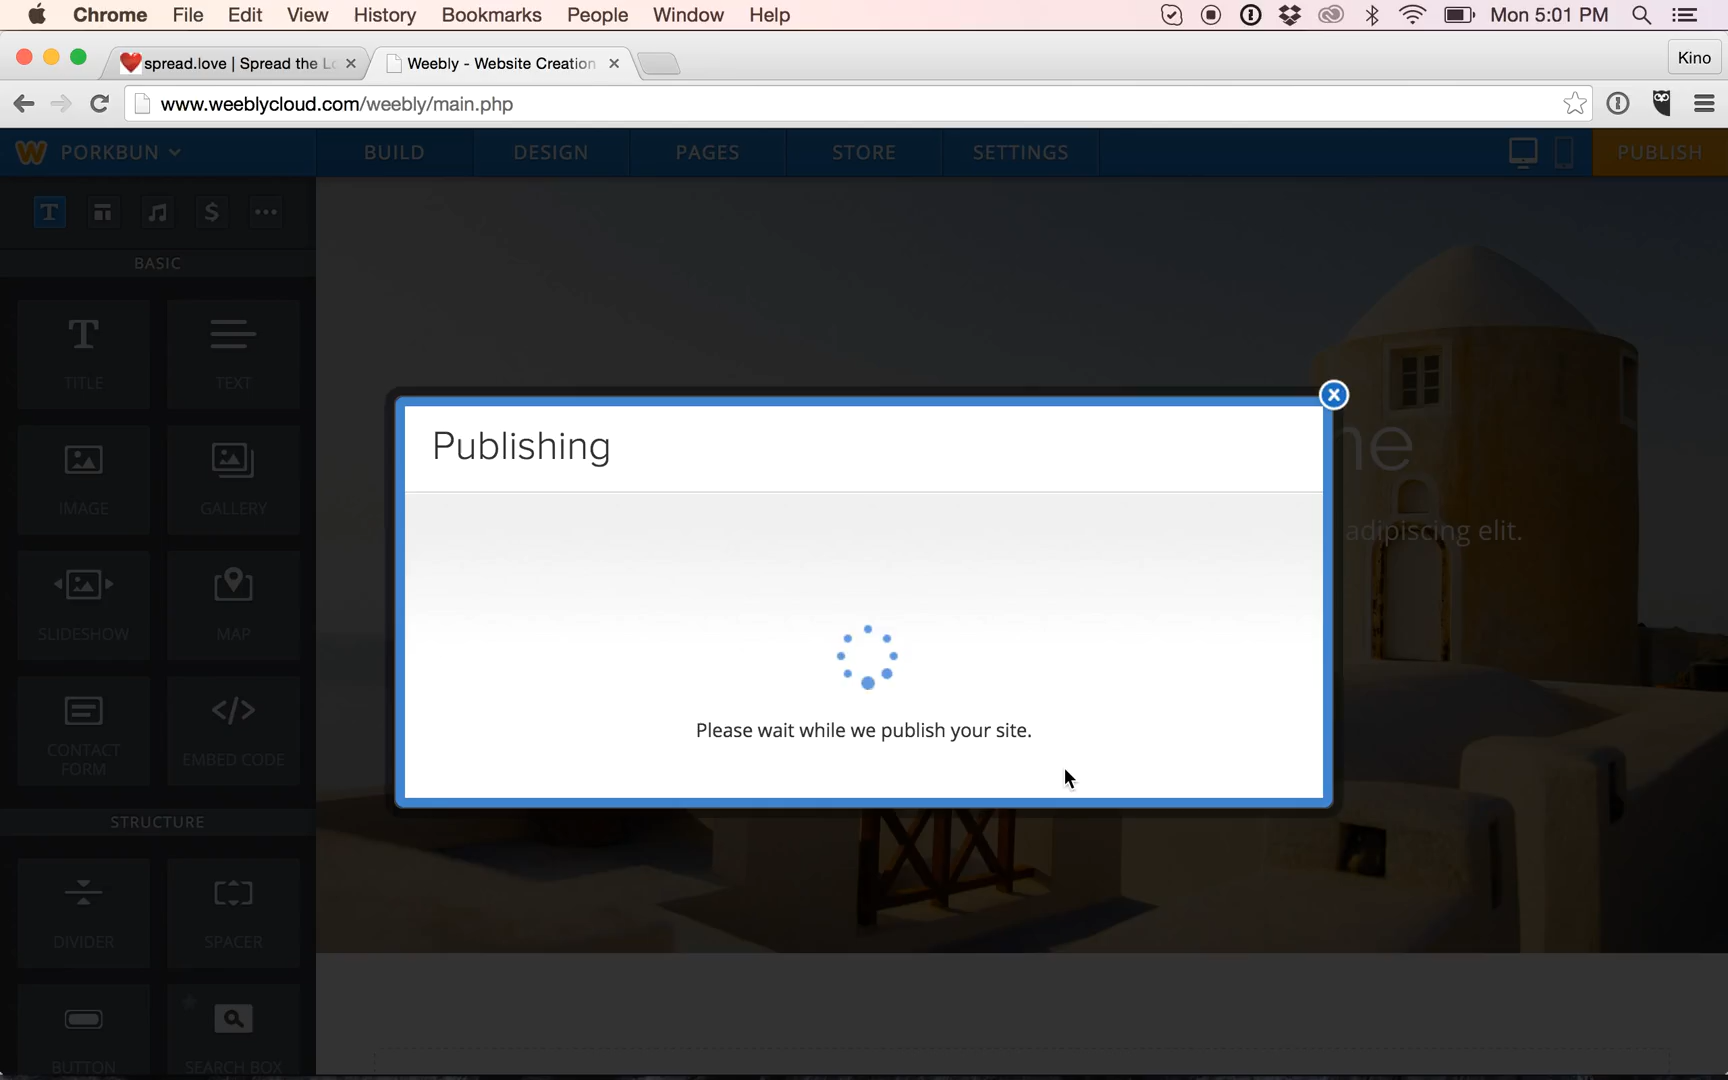 Chrome File Edit View History Bookmarks People Window Help Mon 5:01 PM
spread.love | Spread the Lo Weebly - Website Creation Kino
www.weeblycloud.com/weebly/main.php
W PORKBUN BUILD DESIGN PAGES STORE SETTINGS PUBLISH
T $
BASIC
T
TITLE TEXT
IMAGE GALLERY
SLIDESHOW MAP
CONTACT FORM EMBED CODE
STRUCTURE
DIVIDER SPACER
BUTTON SEARCH BOX
Publishing
Please wait while we publish your site.
ne
adipiscing elit.